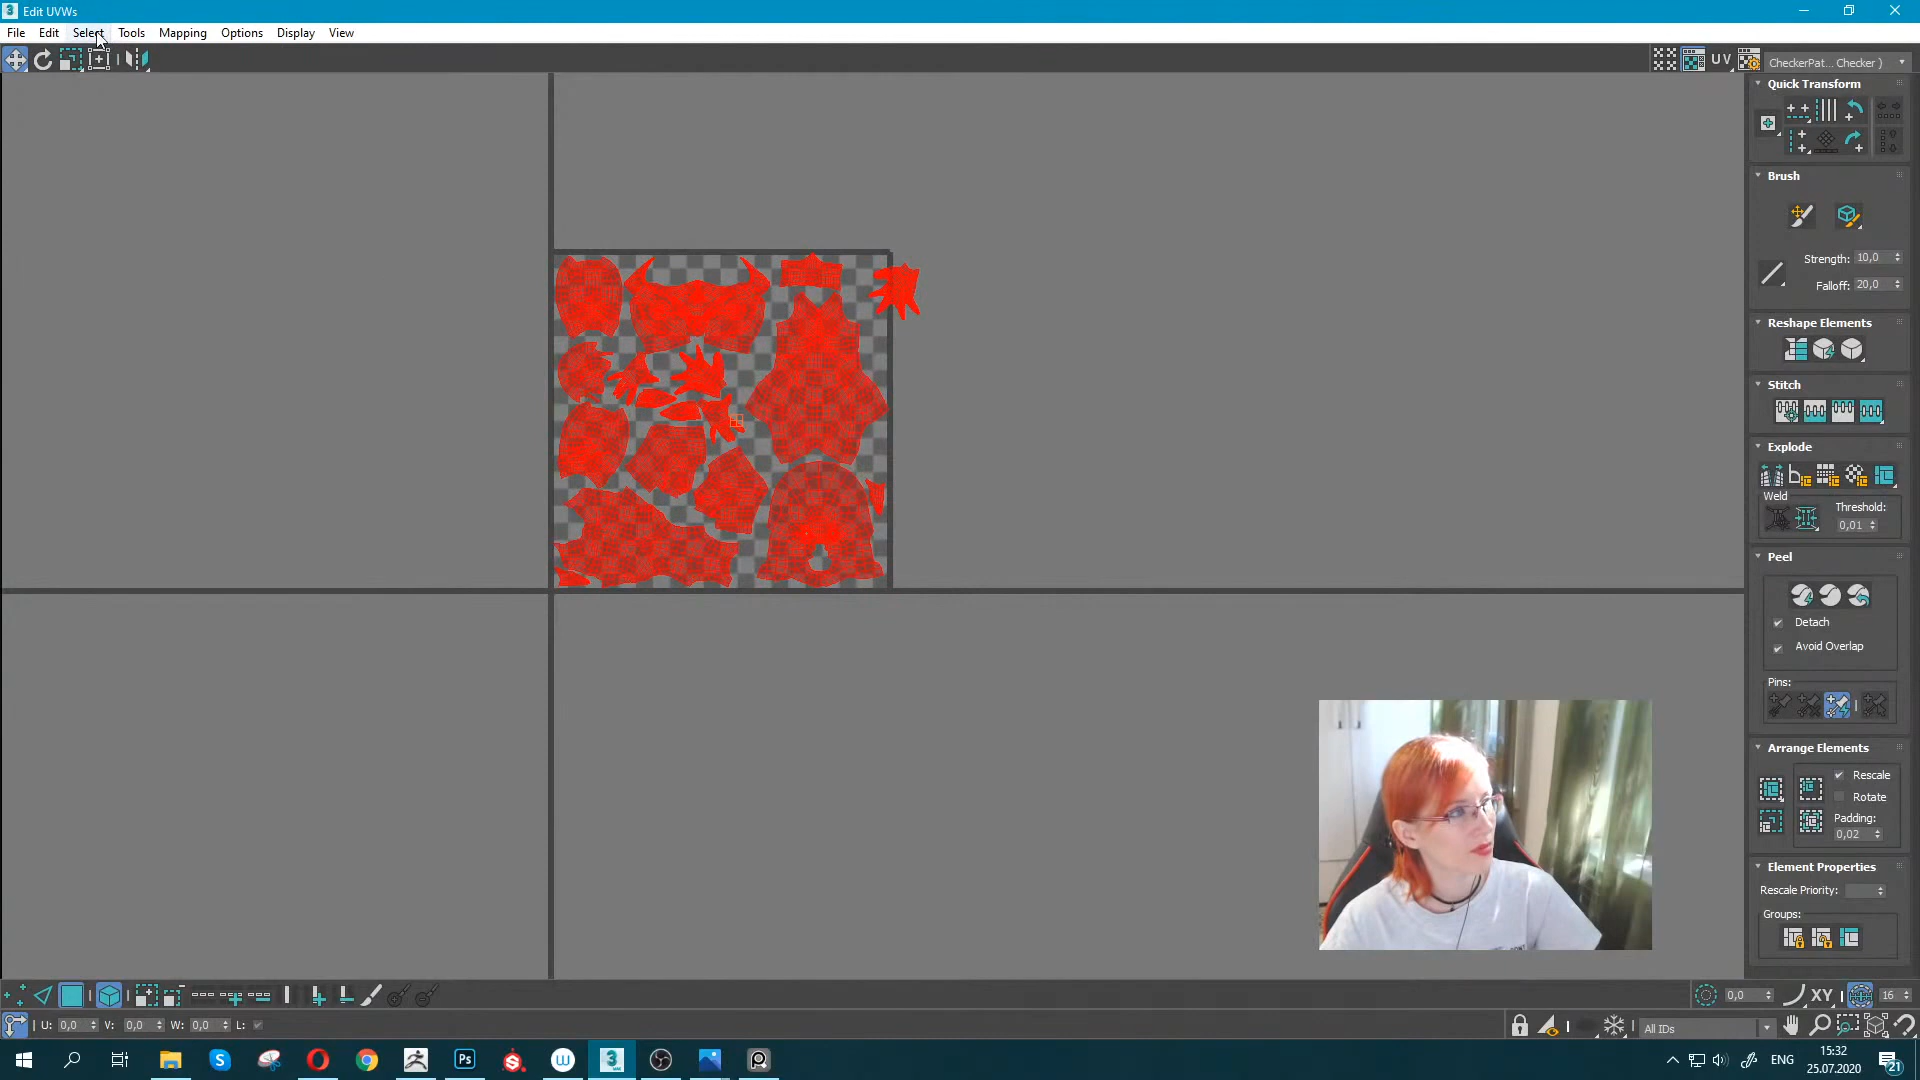 Edit UVWs
File Edit Select Tools Mapping Options Display View
UV CheckerPat... Checker )
Quick Transform
Brush
Strength: 10,0
Falloff: 20,0
Reshape Elements
Stitch
Explode
Weld
Threshold:
0,01
Peel
Detach
Avoid Overlap
Pins:
Arrange Elements
Rescale
Rotate
Padding:
0,02
Element Properties
Rescale Priority:
Groups:
0,0 XY 16
U: 0,0 V: 0,0 W: 0,0 L: All IDs
ENG 15:32
25.07.2020 21